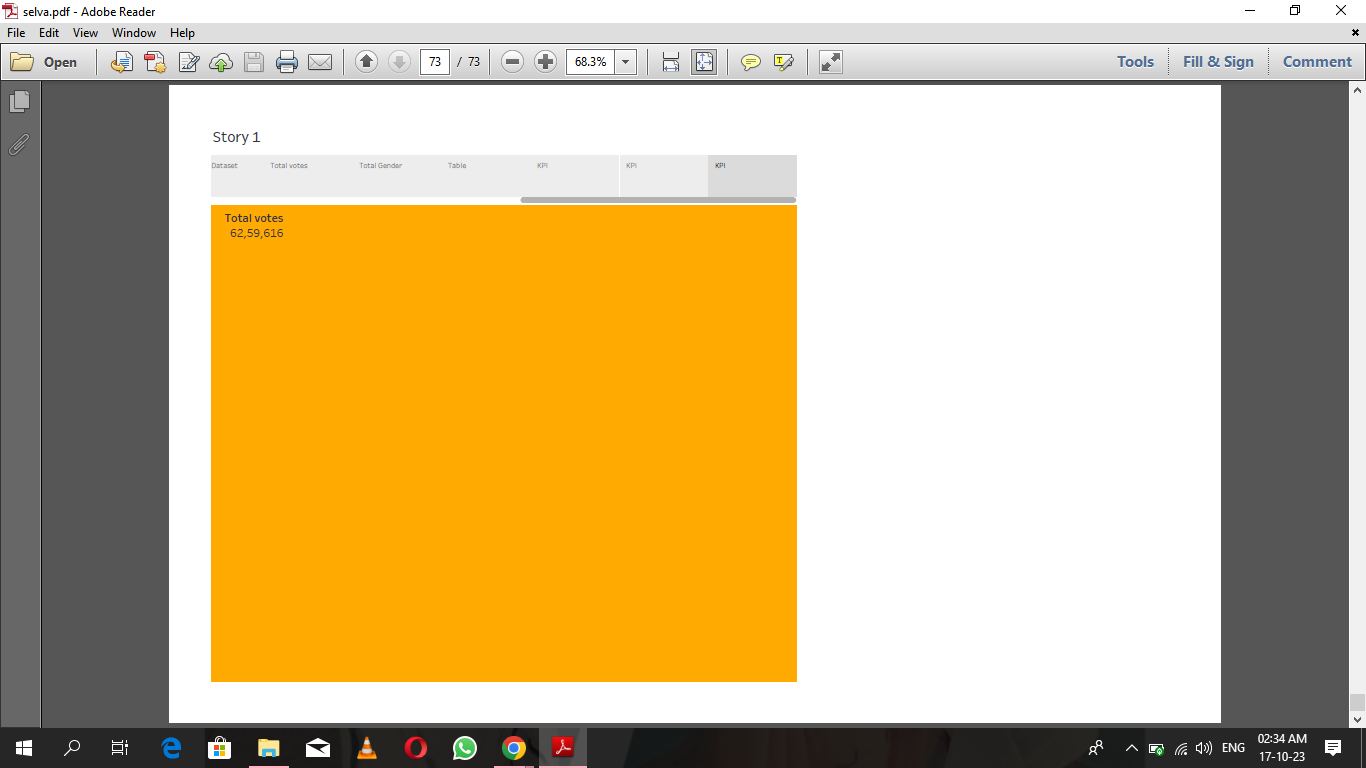 selva.pdf - Adobe Reader
File Edit View Window Help
Open 73 / 73 68.3% Tools Fill & Sign Comment
Story 1
Dataset Total votes Total Gender Table KPI KPI KPI
Total votes
62,59,616
ENG 02:34 AM
17-10-23